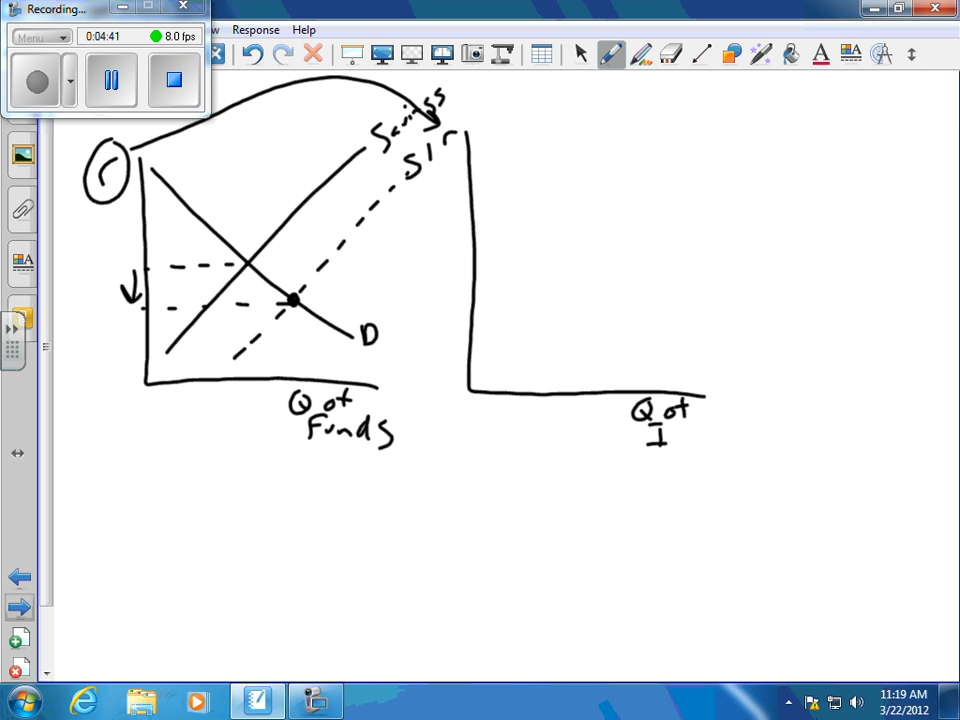 Recording...
Menu
0:04:41
8.0 fps
w Response Help
r
Savings
S1
r
D
Q of
Funds
Q of
I
11:19 AM
3/22/2012